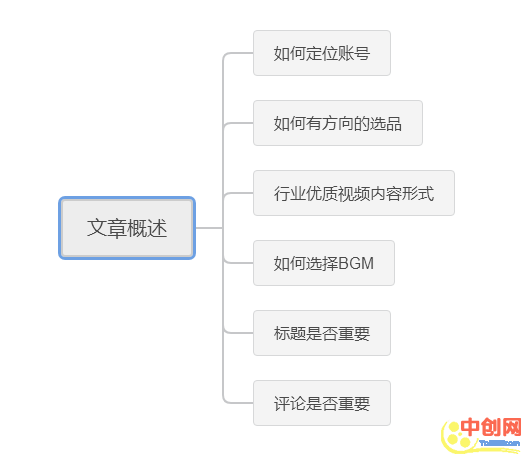 如何定位账号
如何有方向的选品
行业优质视频内容形式
文章概述
如何选择BGM
标题是否重要
评论是否重要
中创网